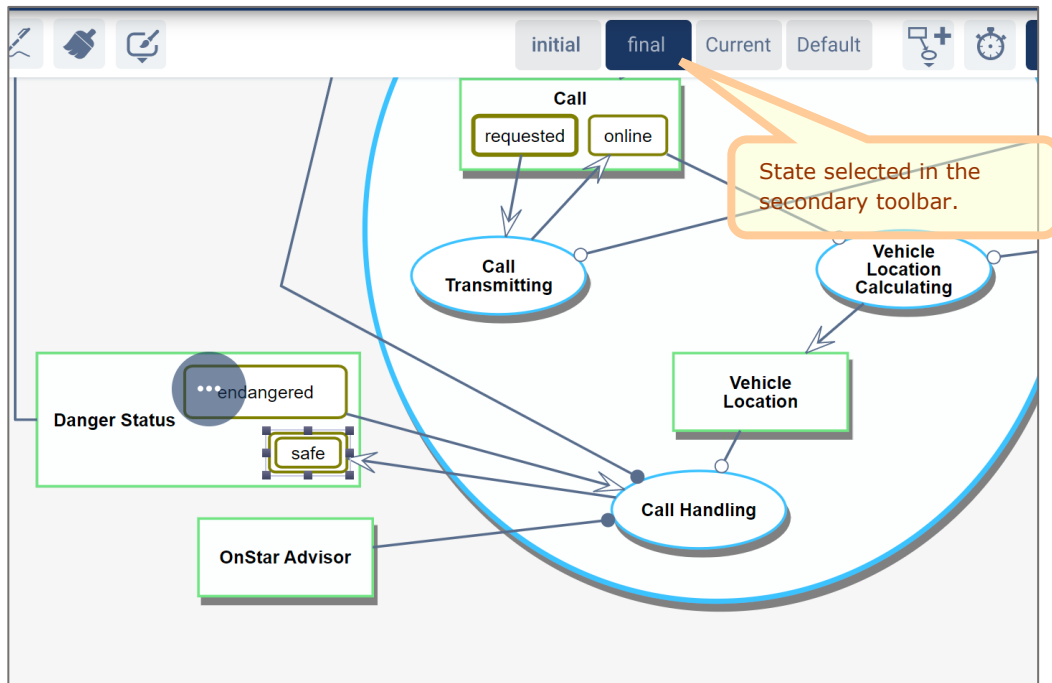 initial
final
Current
Default
Call
requested
online
State selected in the
secondary toolbar.
Call
Transmitting
Vehicle
Location
Calculating
Vehicle
Location
endangered
Danger Status
safe
Call Handling
OnStar Advisor